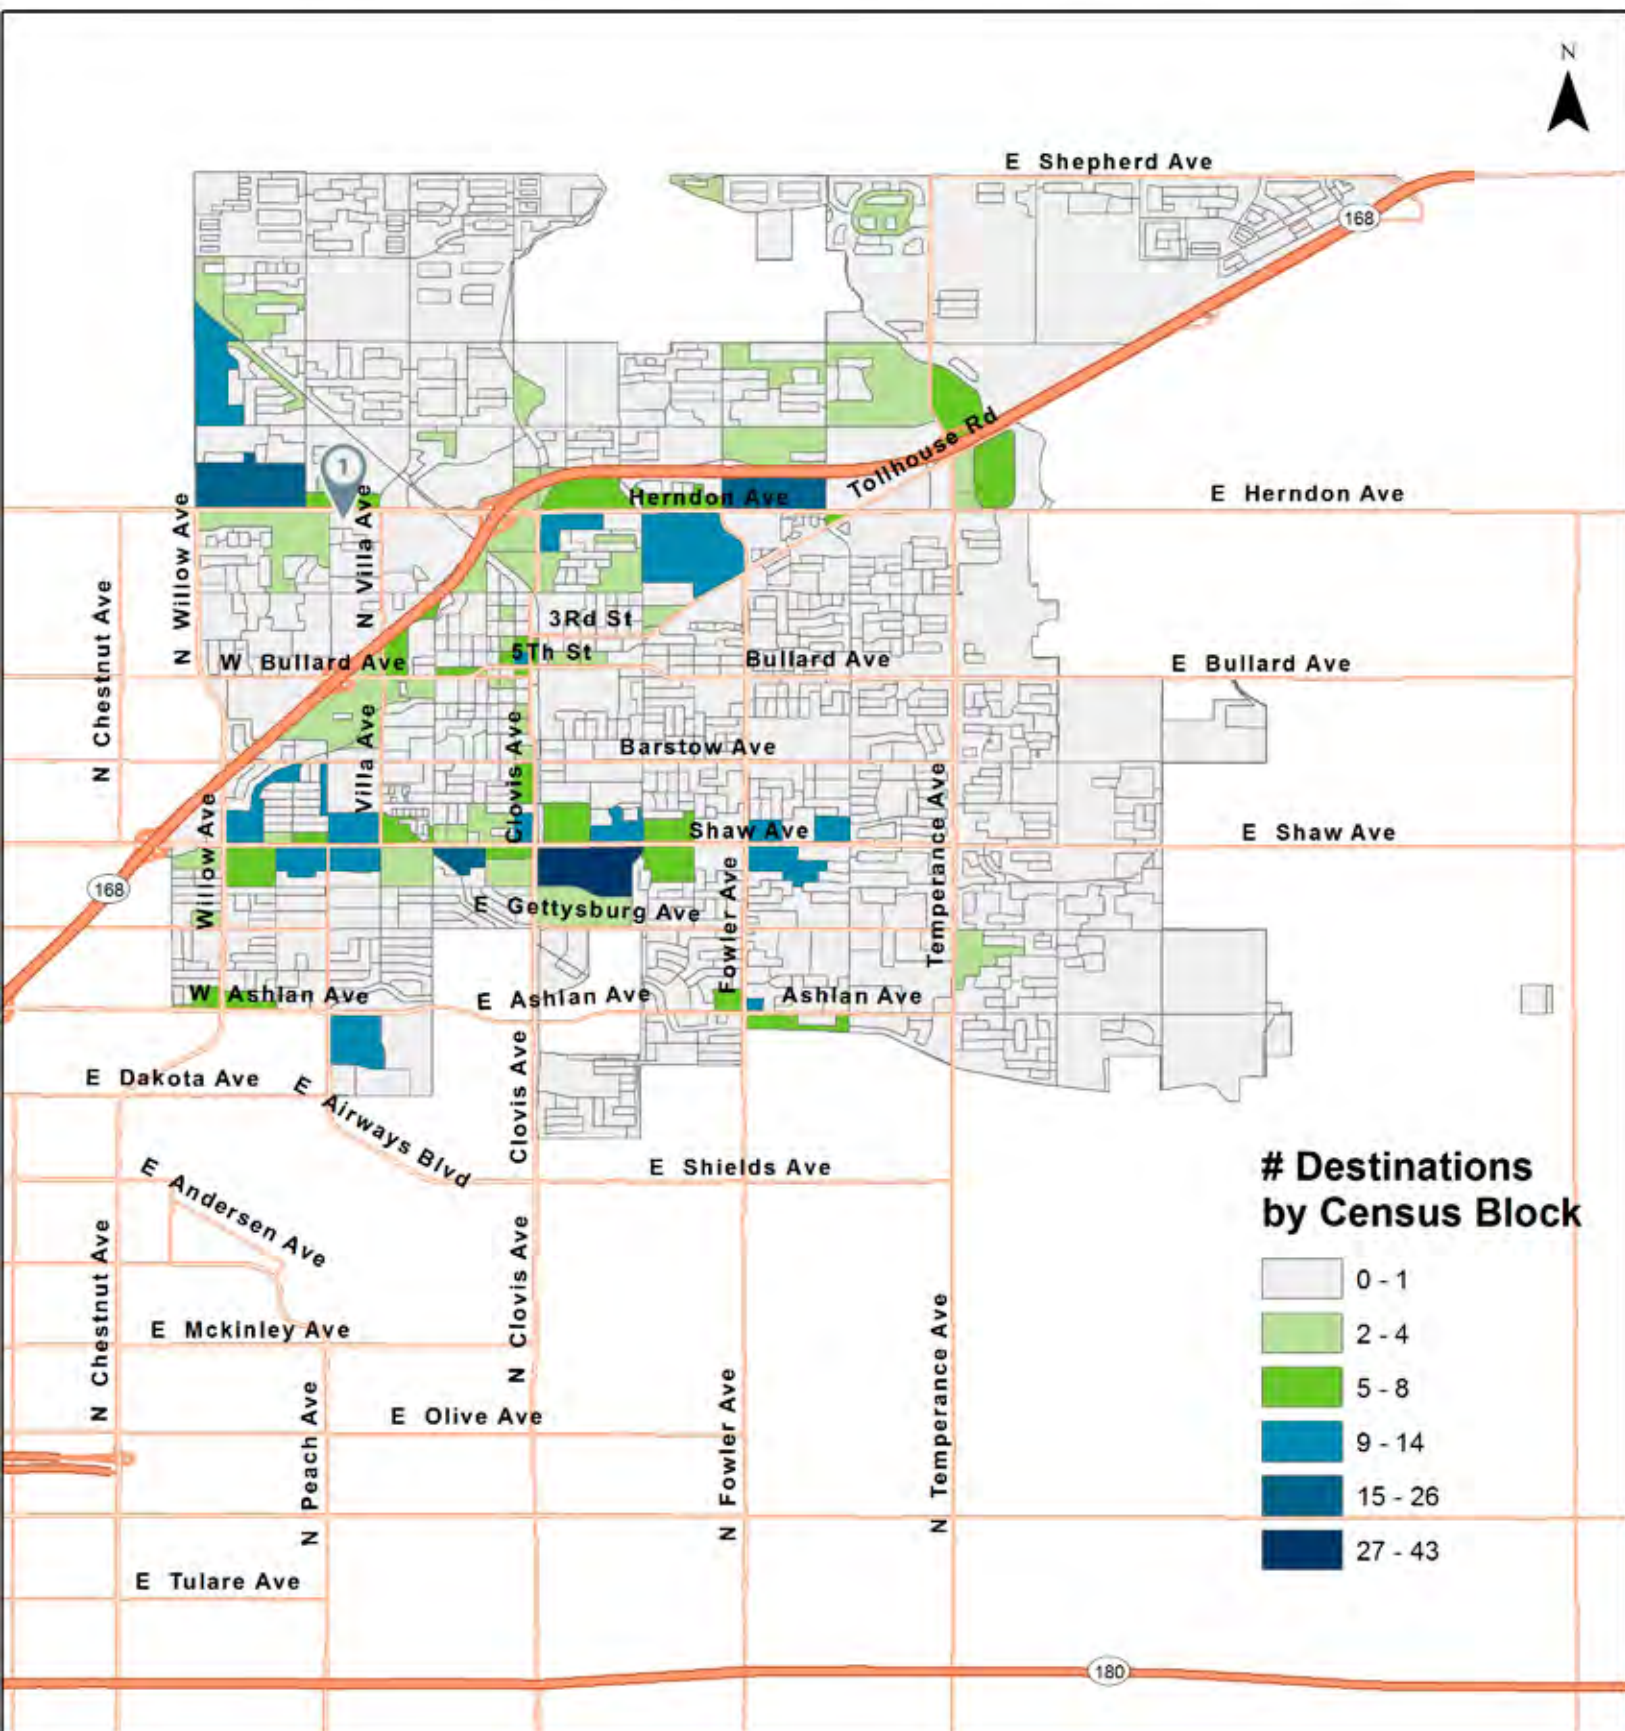 N
E Shepherd Ave
168
Tollhouse Rd
1
Herndon Ave
E Herndon Ave
N Willow Ave
N Villa Ave
N Chestnut Ave
3Rd St
5Th St
W Bullard Ave
Bullard Ave
E Bullard Ave
Villa Ave
Clovis Ave
Barstow Ave
Willow Ave
Temperance Ave
Shaw Ave
E Shaw Ave
168
Fowler Ave
E Gettysburg Ave
W Ashlan Ave
E Ashlan Ave
Ashlan Ave
Clovis Ave
E Dakota Ave
E Airways Blvd
E Shields Ave
E Andersen Ave
# Destinations
by Census Block
0 - 1
2 - 4
5 - 8
9 - 14
15 - 26
27 - 43
N Chestnut Ave
N Clovis Ave
E Mckinley Ave
N Peach Ave
E Olive Ave
N Fowler Ave
N Temperance Ave
E Tulare Ave
180